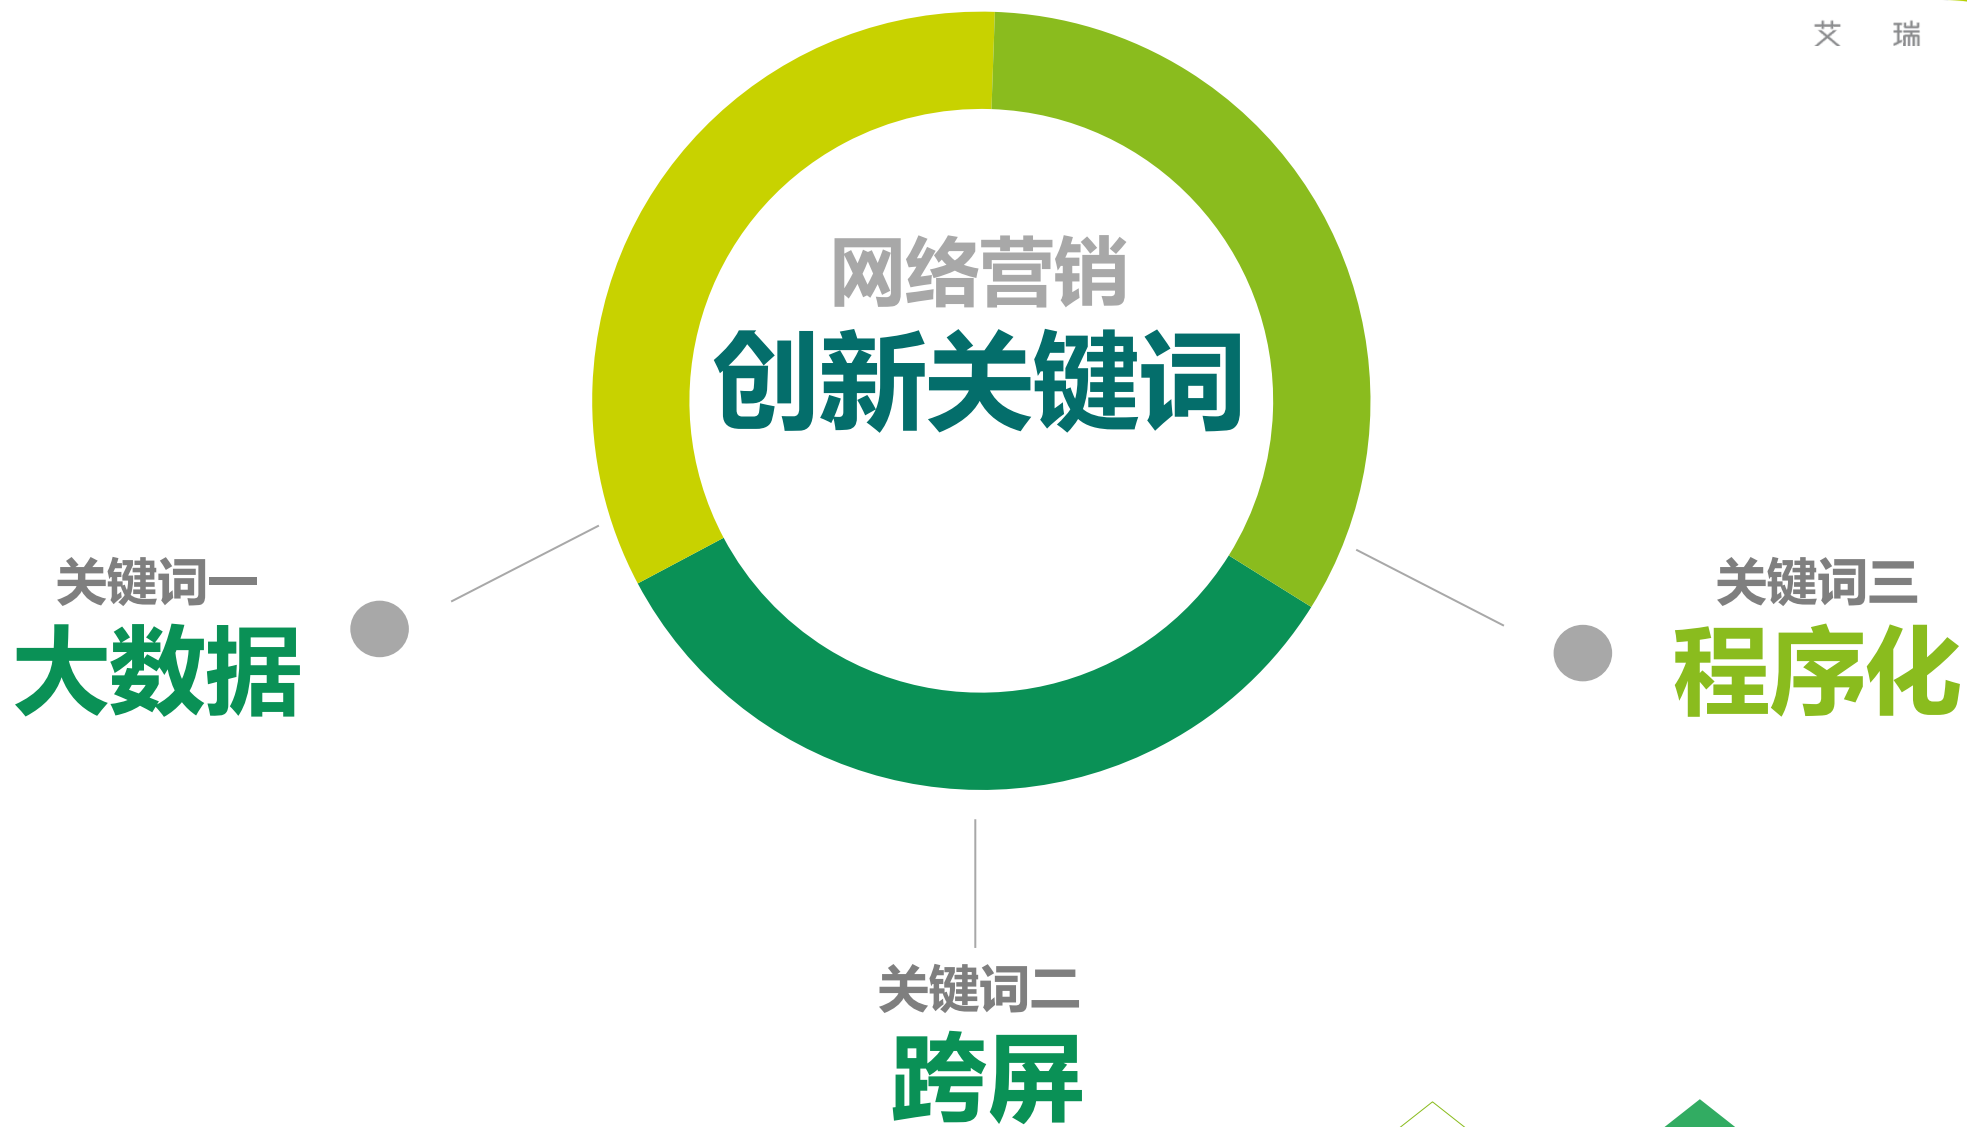 艾 瑞
网络营销
创新关键词
关键词一
大数据
关键词三
程序化
关键词二
跨屏